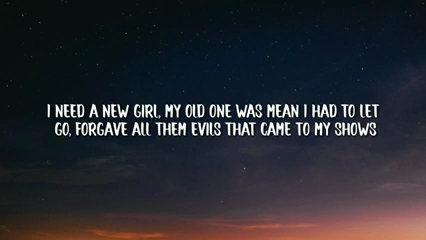 I NEED A NEW GIRL, MY OLD ONE WAS MEAN I HAD TO LET
GO, FORGAVE ALL THEM EVILS THAT CAME TO MY SHOWS